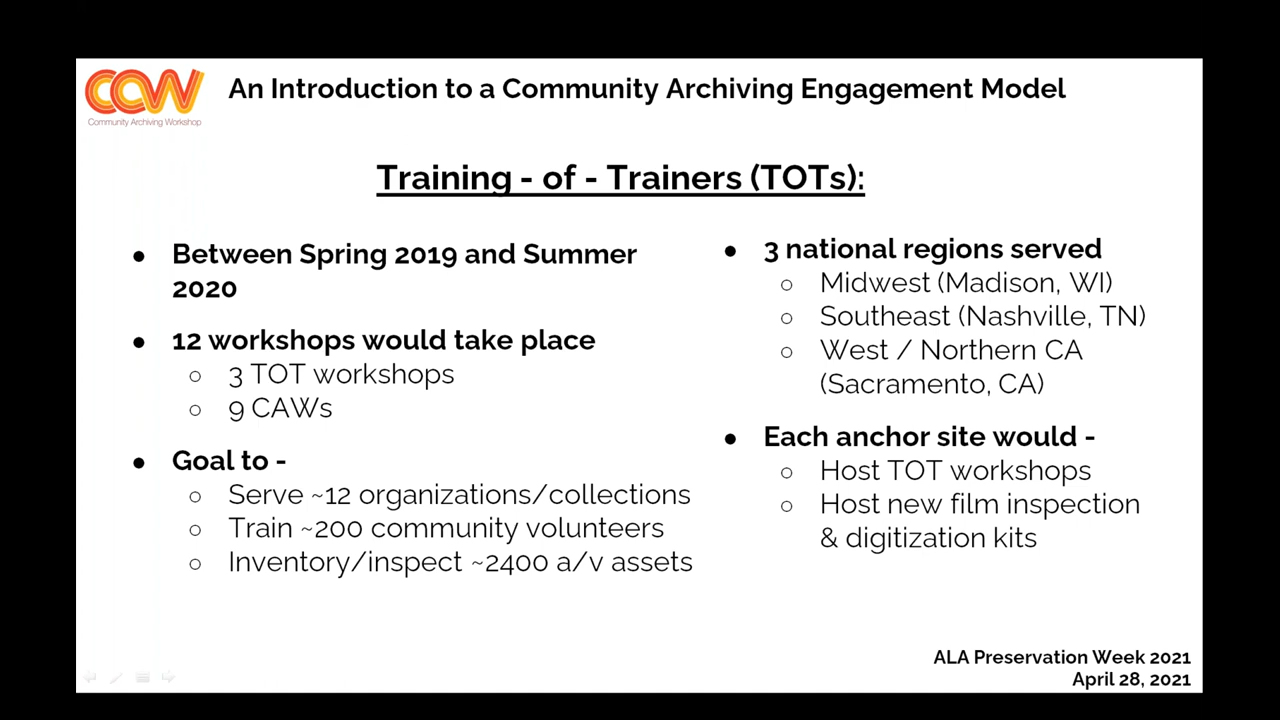 CAW
Community Archiving Workshop
An Introduction to a Community Archiving Engagement Model
Training - of - Trainers (TOTs):
● Between Spring 2019 and Summer
2020
● 12 workshops would take place
○ 3 TOT workshops
○ 9 CAWs
● Goal to -
○ Serve ~12 organizations/collections
○ Train ~200 community volunteers
○ Inventory/inspect ~2400 a/v assets
● 3 national regions served
○ Midwest (Madison, WI)
○ Southeast (Nashville, TN)
○ West / Northern CA
(Sacramento, CA)
● Each anchor site would -
○ Host TOT workshops
○ Host new film inspection
& digitization kits
ALA Preservation Week 2021
April 28, 2021